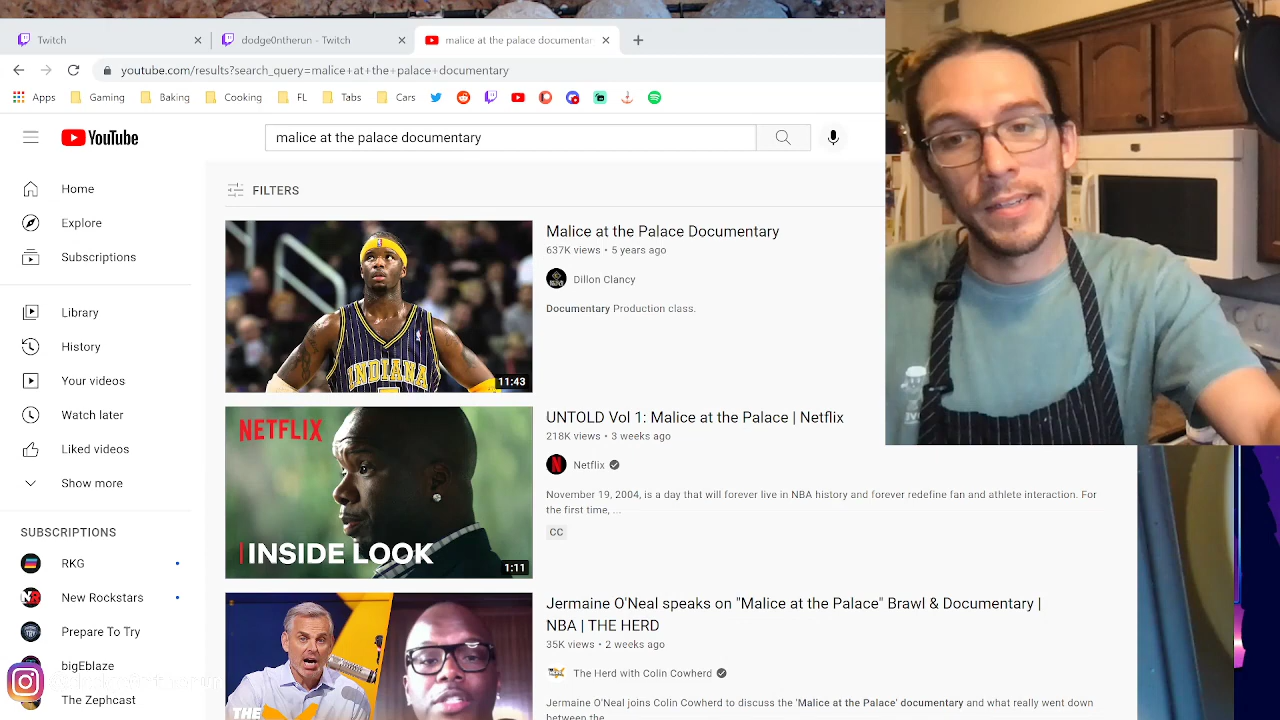 Twitch
dodge0ntherun - Twitch
malice at the palace documentar
youtube.com/results?search_query=malice+at+the+palace+documentary
Apps
Gaming
Baking
Cooking
FL
Tabs
Cars
YouTube
malice at the palace documentary
Home
Explore
Subscriptions
Library
History
Your videos
Watch later
Liked videos
Show more
SUBSCRIPTIONS
RKG
New Rockstars
Prepare To Try
bigEblaze
The Zephcast
FILTERS
INDIANA
11:43
Malice at the Palace Documentary
637K views • 5 years ago
Dillon Clancy
Documentary Production class.
NETFLIX
INSIDE LOOK
1:11
UNTOLD Vol 1: Malice at the Palace | Netflix
218K views • 3 weeks ago
Netflix
November 19, 2004, is a day that will forever live in NBA history and forever redefine fan and athlete interaction. For
the first time, ...
CC
THE
Jermaine O'Neal speaks on "Malice at the Palace" Brawl & Documentary |
NBA | THE HERD
35K views • 2 weeks ago
The Herd with Colin Cowherd
Jermaine O'Neal joins Colin Cowherd to discuss the 'Malice at the Palace' documentary and what really went down
between the